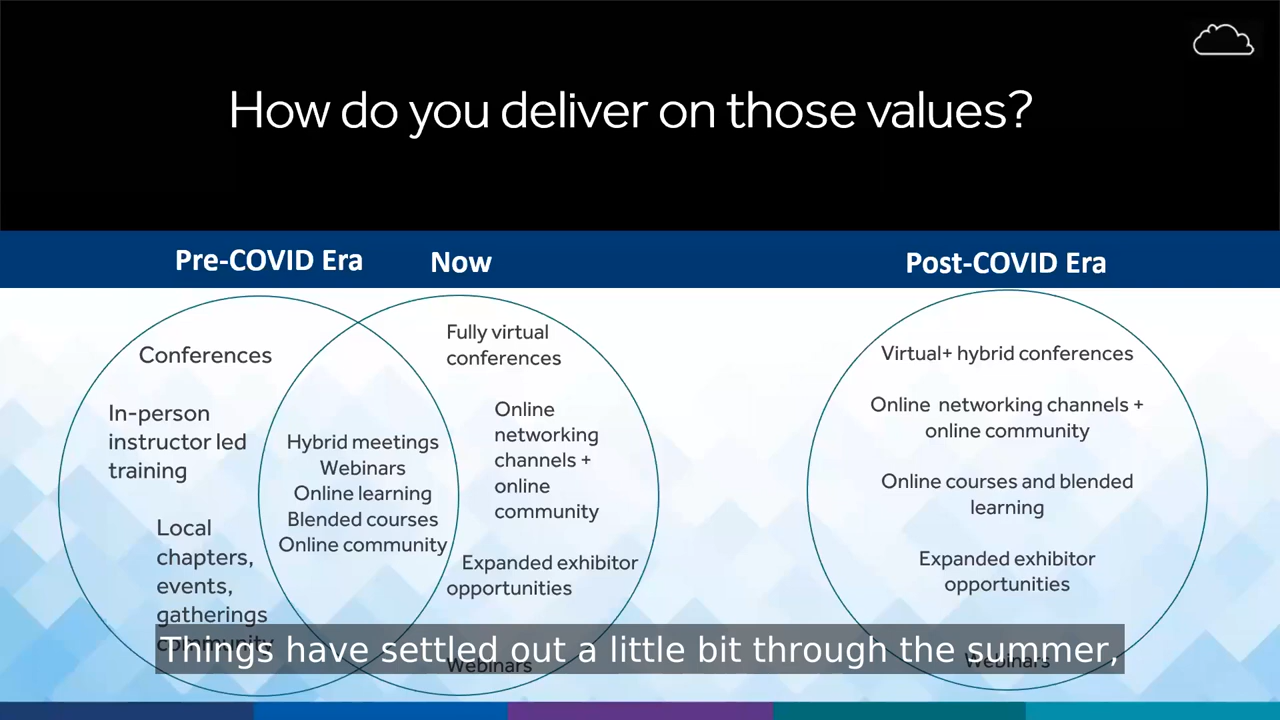 How do you deliver on those values?
Pre-COVID Era
Now
Post-COVID Era
Conferences
In-person
instructor led
training
Local
chapters,
events,
gatherings
community
Hybrid meetings
Webinars
Online learning
Blended courses
Online community
Fully virtual
conferences
Online
networking
channels +
online
community
Expanded exhibitor
opportunities
Webinars
Virtual+ hybrid conferences
Online networking channels +
online community
Online courses and blended
learning
Expanded exhibitor
opportunities
Webinars
Things have settled out a little bit through the summer,